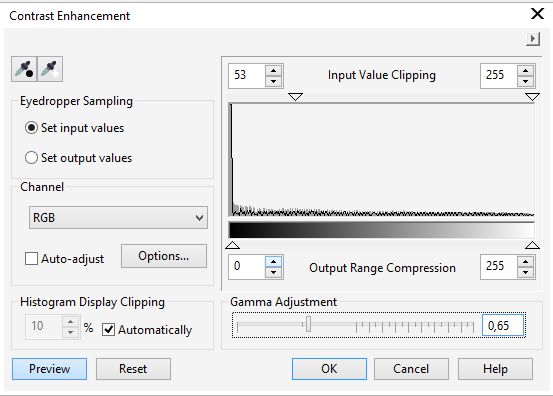 Contrast Enhancement
53
Input Value Clipping
255
Eyedropper Sampling
Set input values
Set output values
Channel
RGB
Auto-adjust
Options...
0
Output Range Compression
255
Histogram Display Clipping
10
%
Automatically
Gamma Adjustment
0,65
Preview
Reset
OK
Cancel
Help